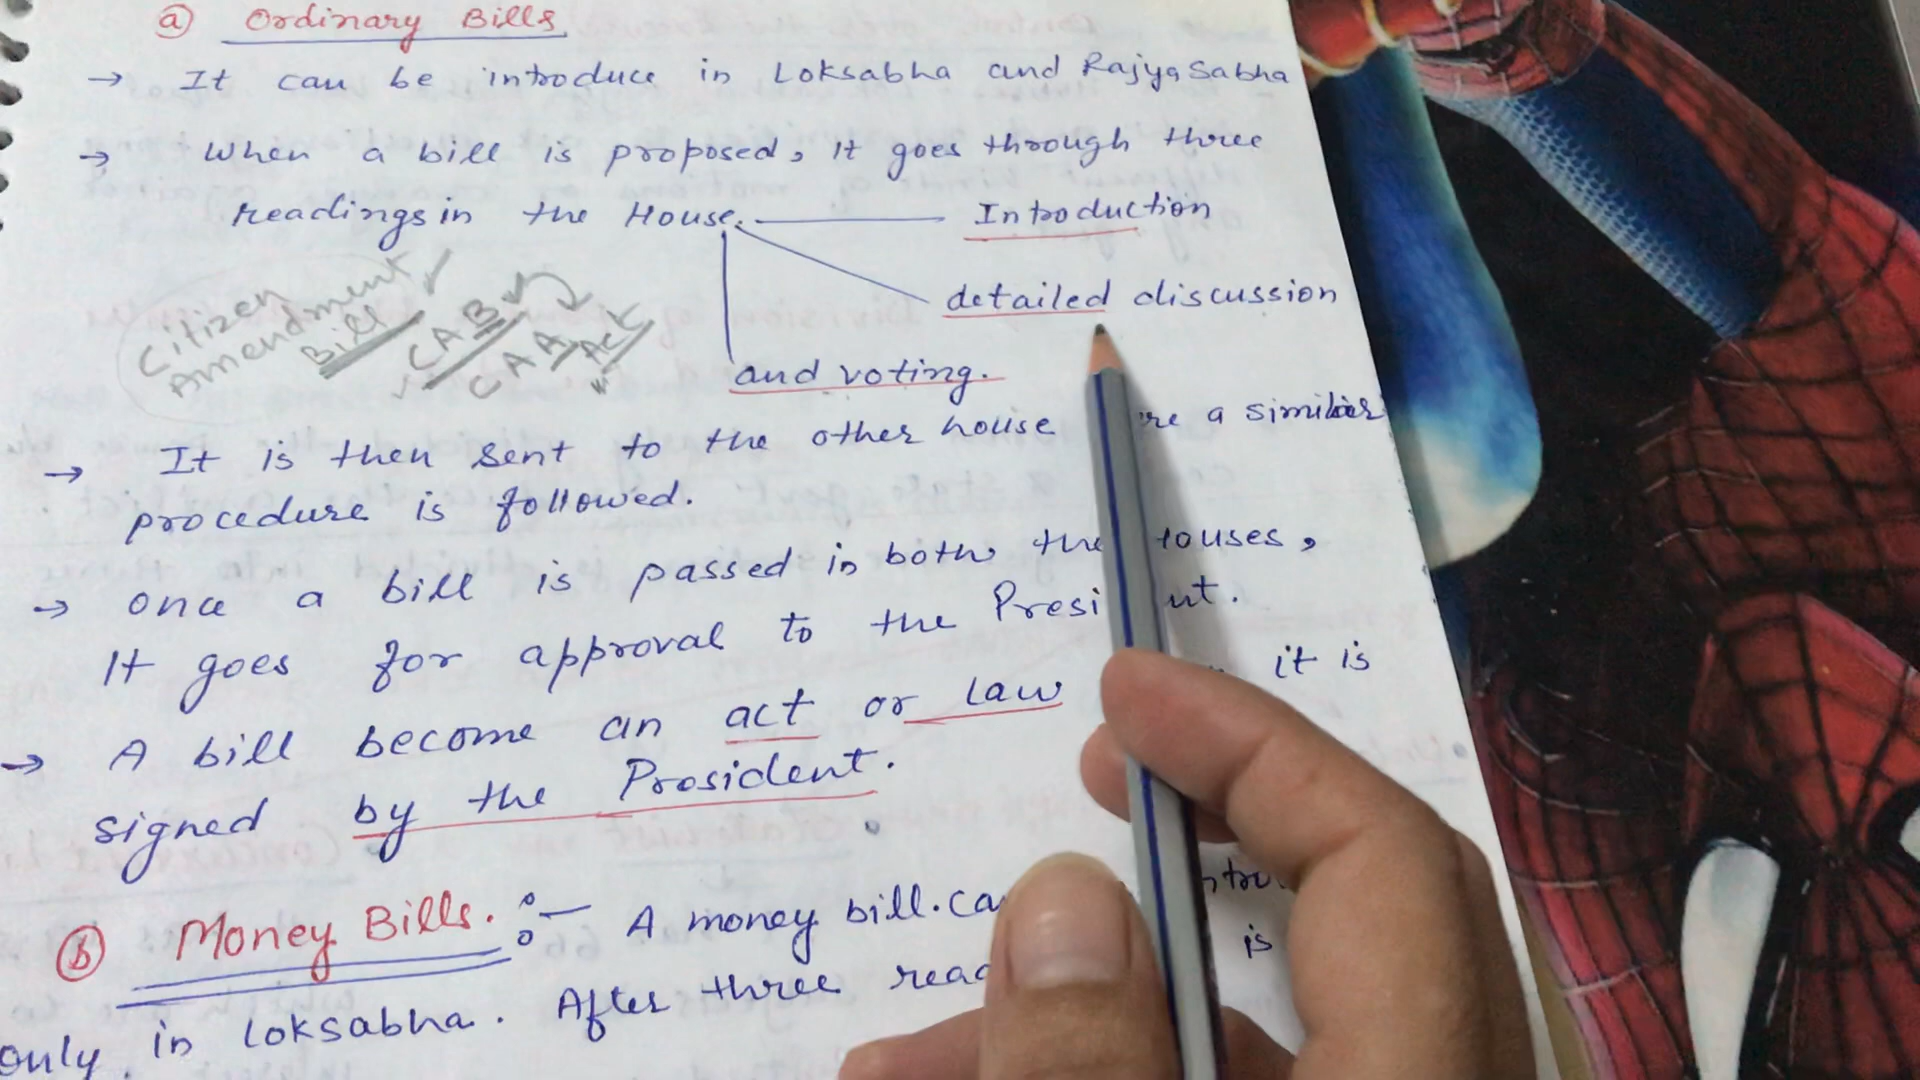 a Ordinary Bills
→ It can be introduce in Loksabha and Rajya Sabha
→ When a bill is proposed, It goes through three
readings in the House. Introduction
detailed discussion
and voting.
Citizen
Amendment
Bill
CAB
CAA
Act
→ It is then sent to the other house a similar
procedure is followed.
→ once a bill is passed in both the
It goes for approval to the
→ A bill become an act or law it is
signed by the President.
b Money Bills. :- A money bill. is
only in loksabha. After three